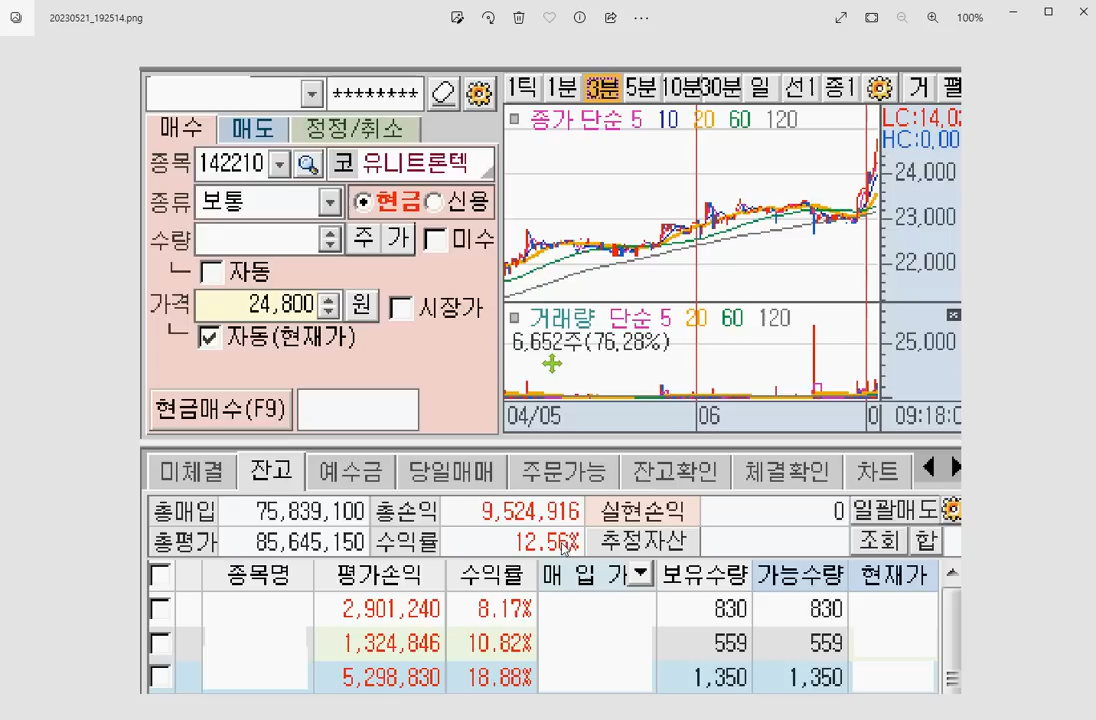 20230521_192514.png
100%
********
1틱 1분 3분 5분 10분 30분 일 선1 종1 거
매수 매도 정정/취소
종목 142210 코 유니트론텍
종류 보통 현금 신용
수량 주 가 미수
자동
가격 24,800 원 시장가
자동(현재가)
현금매수(F9)
종가 단순 5 10 20 60 120
LC:14,0
HC:0,00
24,000
23,000
22,000
거래량 단순 5 20 60 120
6,652주(76,28%)
25,000
04/05 06 09:18:0
미체결 잔고 예수금 당일매매 주문가능 잔고확인 체결확인 차트
총매입 75,839,100 총손익 9,524,916 실현손익 0 일괄매도
총평가 85,645,150 수익률 12.56% 추정자산 조회 합
종목명 평가손익 수익률 매 입 가 보유수량 가능수량 현재가
2,901,240 8.17% 830 830
1,324,846 10.82% 559 559
5,298,830 18.88% 1,350 1,350